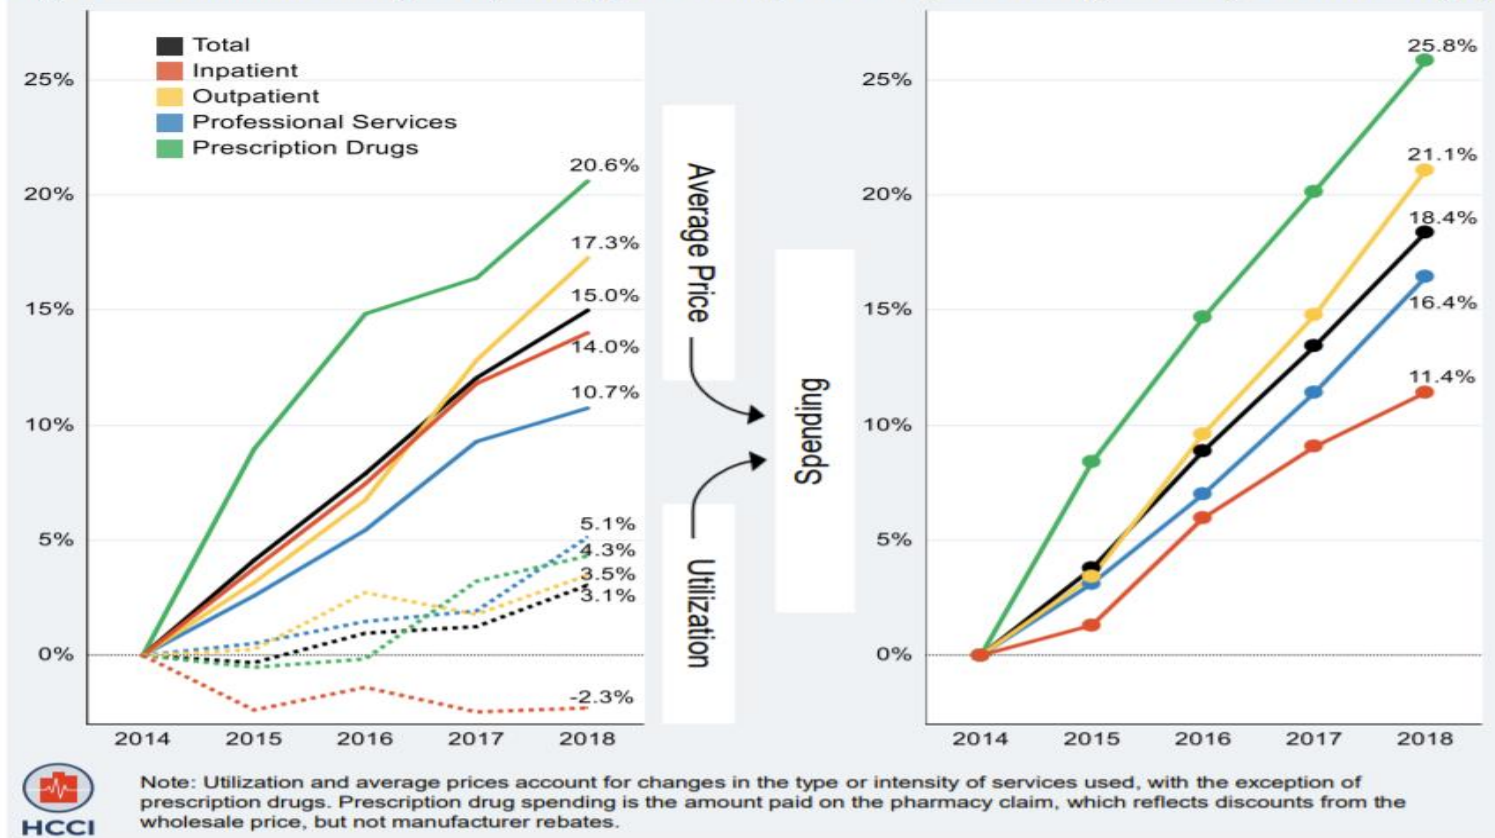 Total
Inpatient
Outpatient
Professional Services
Prescription Drugs
25%
20%
15%
10%
5%
0%
20.6%
17.3%
15.0%
14.0%
10.7%
5.1%
4.3%
3.5%
3.1%
-2.3%
2014 2015 2016 2017 2018
Average Price
Utilization
Spending
25%
20%
15%
10%
5%
0%
25.8%
21.1%
18.4%
16.4%
11.4%
2014 2015 2016 2017 2018
HCCI
Note: Utilization and average prices account for changes in the type or intensity of services used, with the exception of
prescription drugs. Prescription drug spending is the amount paid on the pharmacy claim, which reflects discounts from the
wholesale price, but not manufacturer rebates.